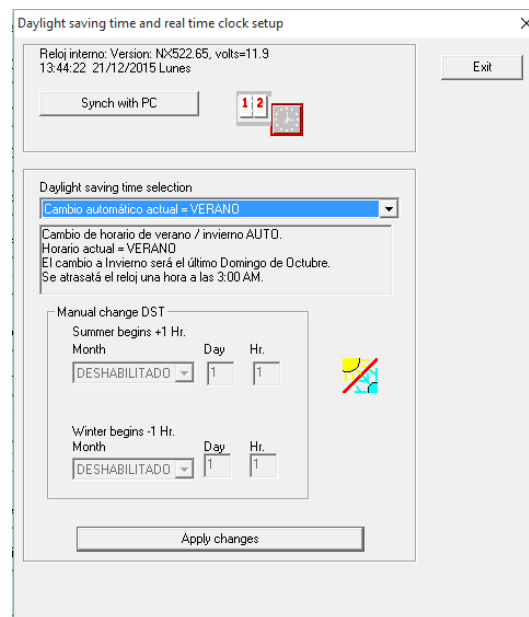 Daylight saving time and real time clock setup
Reloj interno: Version: NX522.65, volts=11.9
13:44:22 21/12/2015 Lunes
Exit
Synch with PC
1 2
Daylight saving time selection
Cambio automático actual = VERANO
Cambio de horario de verano / invierno AUTO.
Horario actual = VERANO
El cambio a Invierno será el último Domingo de Octubre.
Se atrasatá el reloj una hora a las 3:00 AM.
Manual change DST
Summer begins +1 Hr.
Month Day Hr.
DESHABILITADO 1 1
Winter begins -1 Hr.
Month Day Hr.
DESHABILITADO 1 1
Apply changes